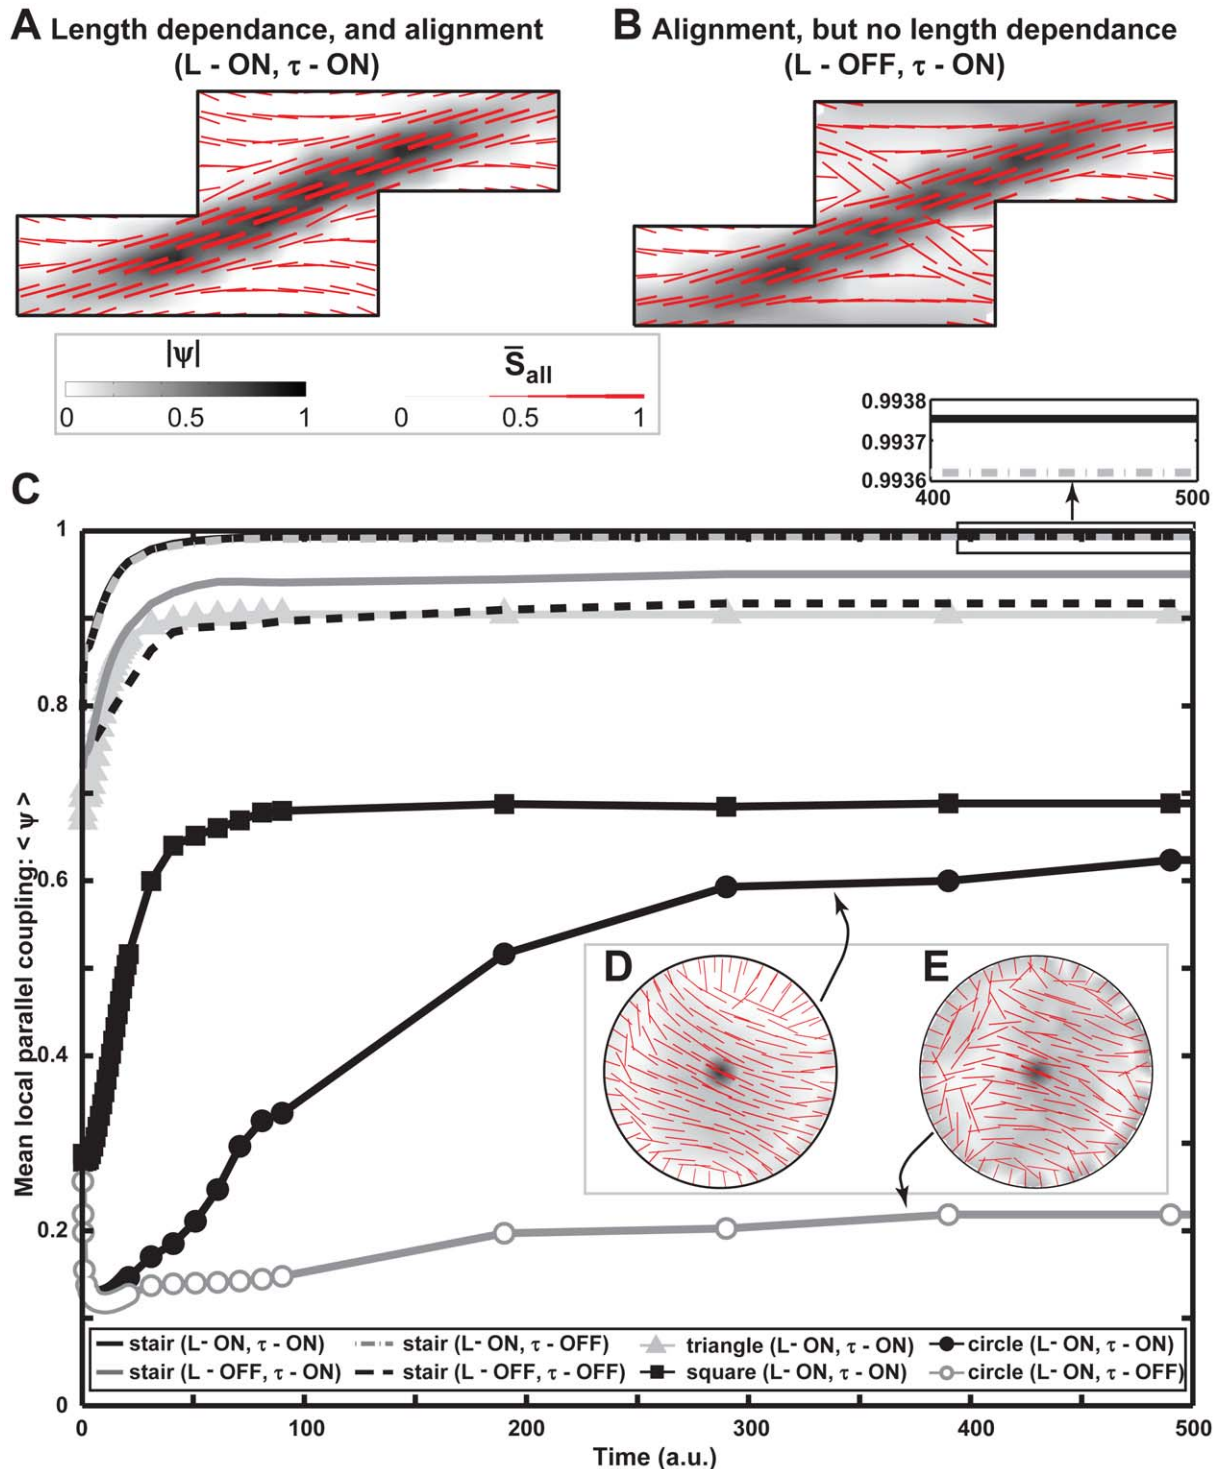 A Length dependance, and alignment
(L - ON, τ - ON)
B Alignment, but no length dependance
(L - OFF, τ - ON)
|ψ|
0 0.5 1
S̅all
0 0.5 1
0.9938
0.9937
0.9936
400 500
C
Mean local parallel coupling: < ψ >
1
0.8
0.6
0.4
0.2
0
D
E
stair (L- ON, τ - ON)
stair (L- ON, τ - OFF)
triangle (L - ON, τ - ON)
circle (L- ON, τ - ON)
stair (L - OFF, τ - ON)
stair (L - OFF, τ - OFF)
square (L- ON, τ - ON)
circle (L- ON, τ - OFF)
0 100 200 300 400 500
Time (a.u.)